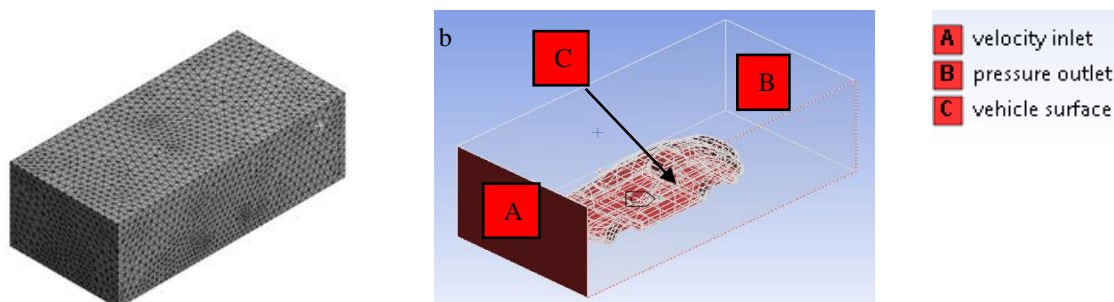 b
C
B
A
A velocity inlet
B pressure outlet
C vehicle surface